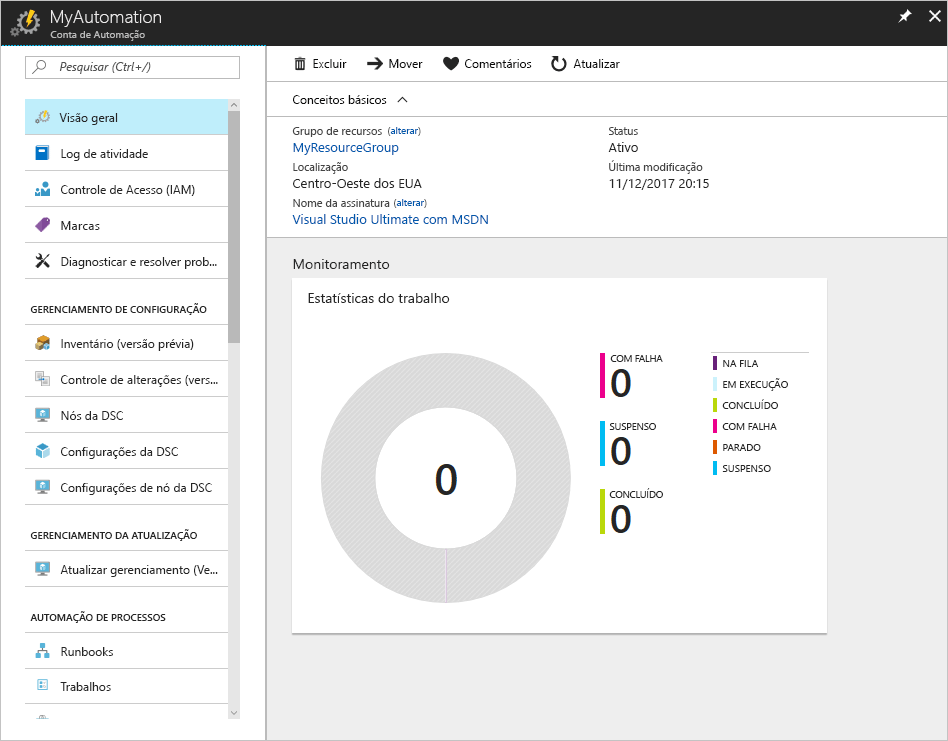 MyAutomation
Conta de Automação
Pesquisar (Ctrl+/)
Visão geral
Log de atividade
Controle de Acesso (IAM)
Marcas
Diagnosticar e resolver prob...
GERENCIAMENTO DE CONFIGURAÇÃO
Inventário (versão prévia)
Controle de alterações (vers...
Nós da DSC
Configurações da DSC
Configurações de nó da DSC
GERENCIAMENTO DA ATUALIZAÇÃO
Atualizar gerenciamento (Ve...
AUTOMAÇÃO DE PROCESSOS
Runbooks
Trabalhos
Excluir Mover Comentários Atualizar
Conceitos básicos
Grupo de recursos (alterar)
MyResourceGroup
Localização
Centro-Oeste dos EUA
Nome da assinatura (alterar)
Visual Studio Ultimate com MSDN
Status
Ativo
Última modificação
11/12/2017 20:15
Monitoramento
Estatísticas do trabalho
0
COM FALHA
0
SUSPENSO
0
CONCLUÍDO
0
NA FILA
EM EXECUÇÃO
CONCLUÍDO
COM FALHA
PARADO
SUSPENSO